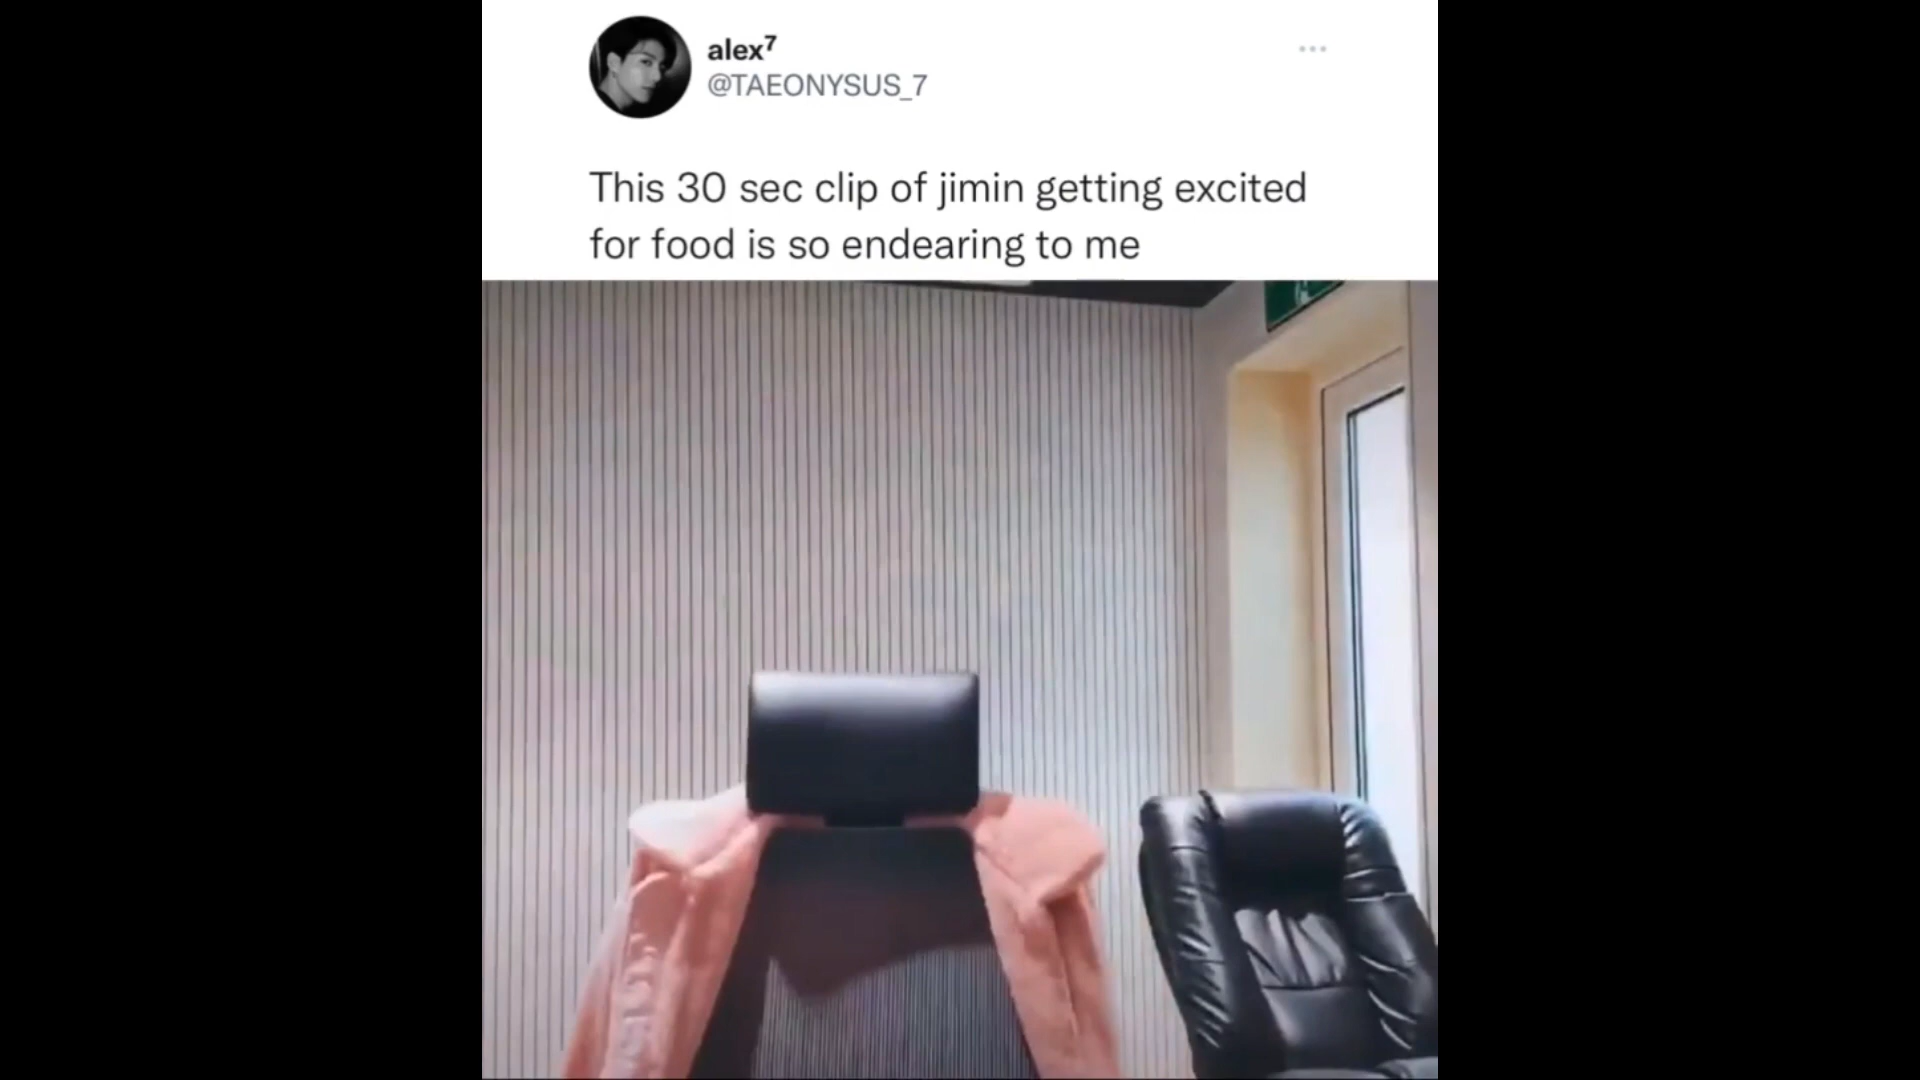 alex⁷
@TAEONYSUS_7
This 30 sec clip of jimin getting excited
for food is so endearing to me